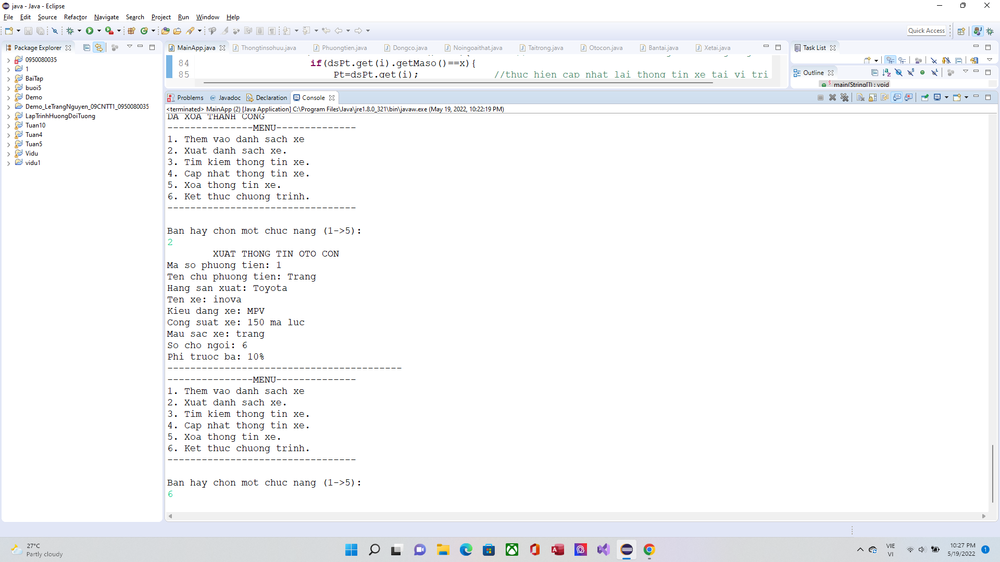 java - Java - Eclipse
File Edit Source Refactor Navigate Search Project Run Window Help
Quick Access
Package Explorer
0950080035
1
BaiTap
buoi5
Demo
Demo_LeTrangNguyen_09CNTT1_0950080035
LapTrinhHuongDoiTuong
Tuan10
Tuan4
Tuan5
Vidu
vidu1
MainApp.java Thongtinsohuu.java Phuongtien.java Dongco.java Noingoaithat.java Taitrong.java Otocon.java Bantai.java Xetai.java
84 if(dsPt.get(i).getMaso()==x){
85 Pt=dsPt.get(i); //thuc hien cap nhat lai thong tin xe tai vi tri
Task List
Outline
main(String[]) : void
Problems @ Javadoc Declaration Console
<terminated> MainApp (2) [Java Application] C:\Program Files\Java\jre1.8.0_321\bin\javaw.exe (May 19, 2022, 10:22:19 PM)
DA XOA THANH CONG
---------------MENU--------------
1. Them vao danh sach xe
2. Xuat danh sach xe.
3. Tim kiem thong tin xe.
4. Cap nhat thong tin xe.
5. Xoa thong tin xe.
6. Ket thuc chuong trinh.
---------------------------------
Ban hay chon mot chuc nang (1->5):
2
XUAT THONG TIN OTO CON
Ma so phuong tien: 1
Ten chu phuong tien: Trang
Hang san xuat: Toyota
Ten xe: inova
Kieu dang xe: MPV
Cong suat xe: 150 ma luc
Mau sac xe: trang
So cho ngoi: 6
Phi truoc ba: 10%
-----------------------------------------
---------------MENU--------------
1. Them vao danh sach xe
2. Xuat danh sach xe.
3. Tim kiem thong tin xe.
4. Cap nhat thong tin xe.
5. Xoa thong tin xe.
6. Ket thuc chuong trinh.
---------------------------------
Ban hay chon mot chuc nang (1->5):
6
27°C
Partly cloudy
VIE
VI
10:27 PM
5/19/2022
1